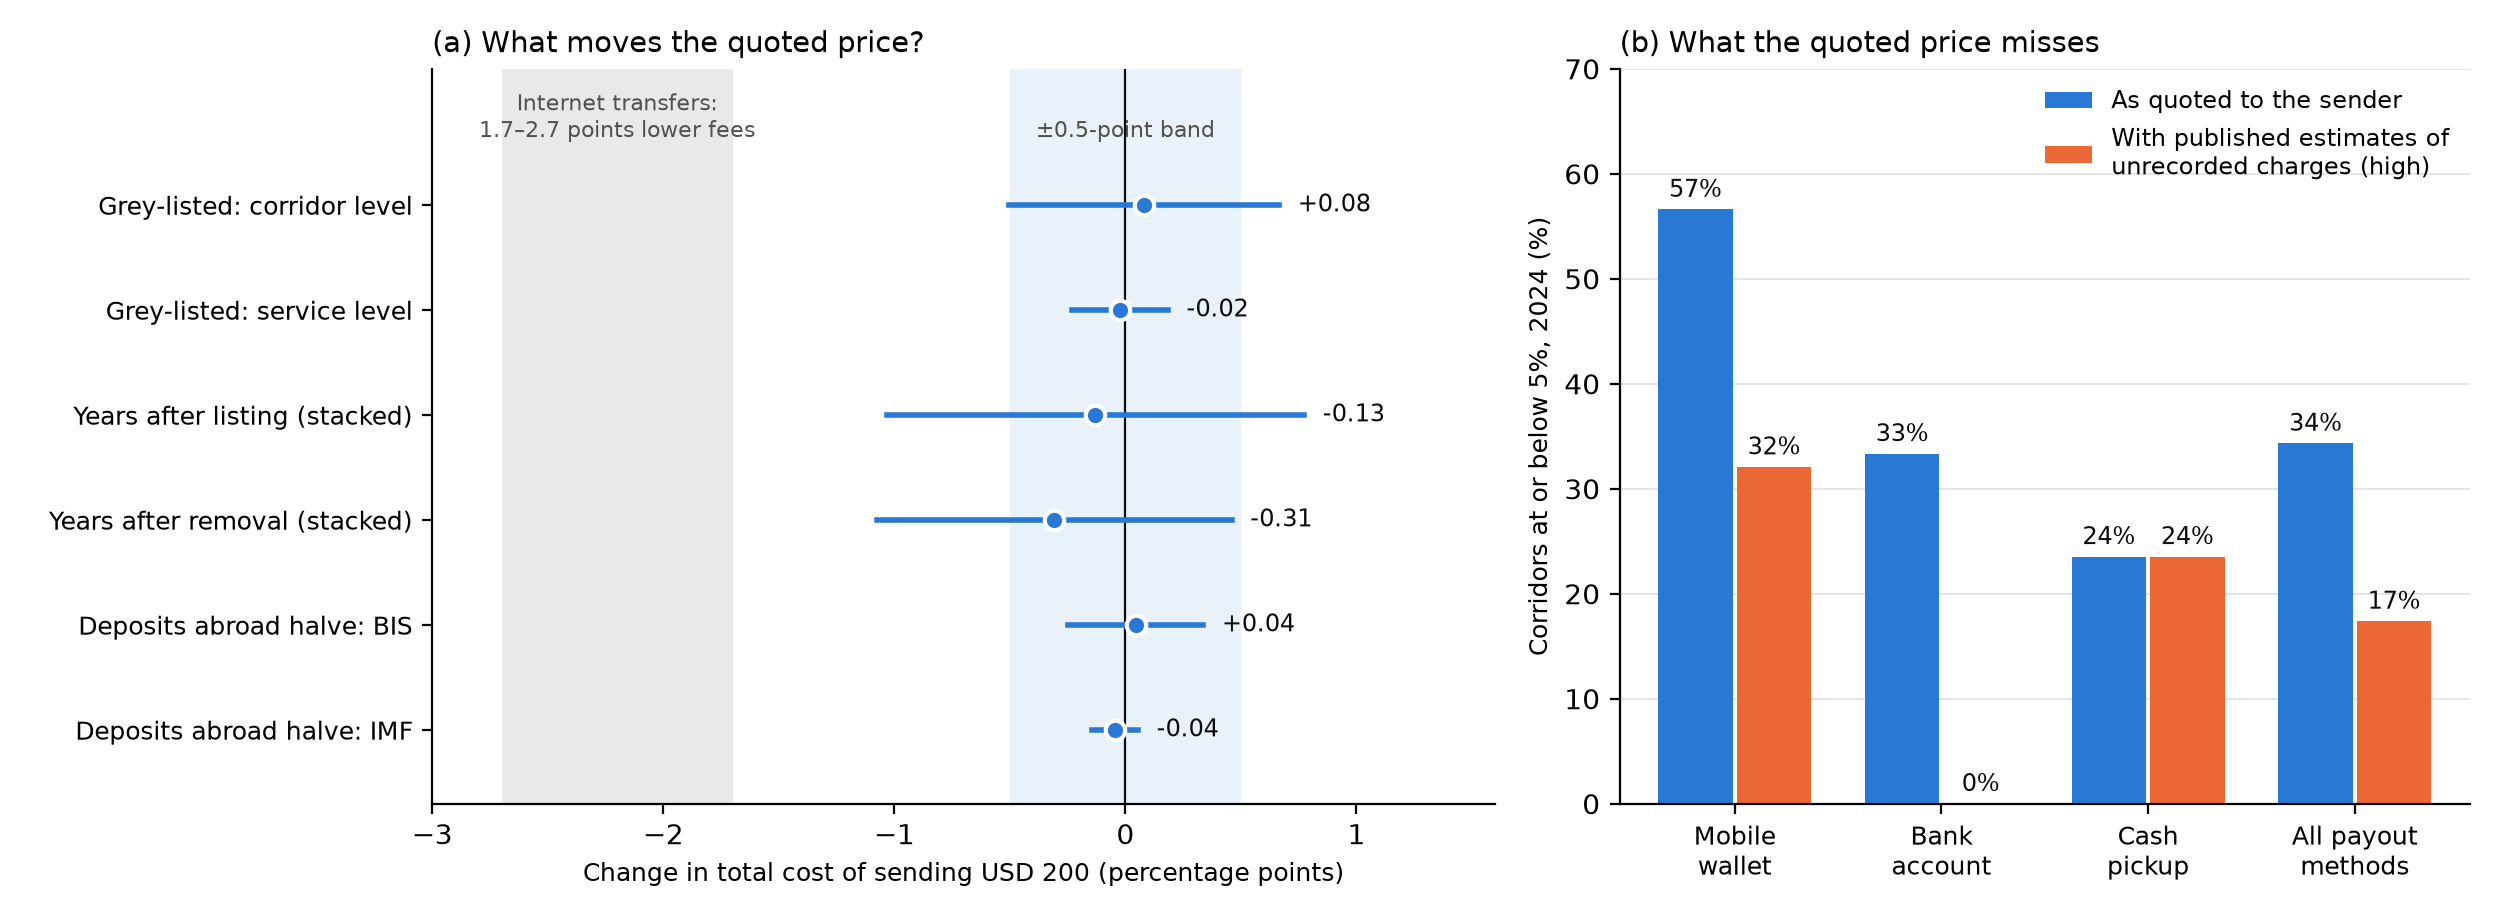 (a) What moves the quoted price?
Internet transfers:
1.7–2.7 points lower fees
±0.5-point band
Grey-listed: corridor level
+0.08
Grey-listed: service level
-0.02
Years after listing (stacked)
-0.13
Years after removal (stacked)
-0.31
Deposits abroad halve: BIS
+0.04
Deposits abroad halve: IMF
-0.04
−3 −2 −1 0 1
Change in total cost of sending USD 200 (percentage points)
(b) What the quoted price misses
As quoted to the sender
With published estimates of
unrecorded charges (high)
Corridors at or below 5%, 2024 (%)
70
60
50
40
30
20
10
0
57%
32%
33%
0%
24%
24%
34%
17%
Mobile
wallet
Bank
account
Cash
pickup
All payout
methods